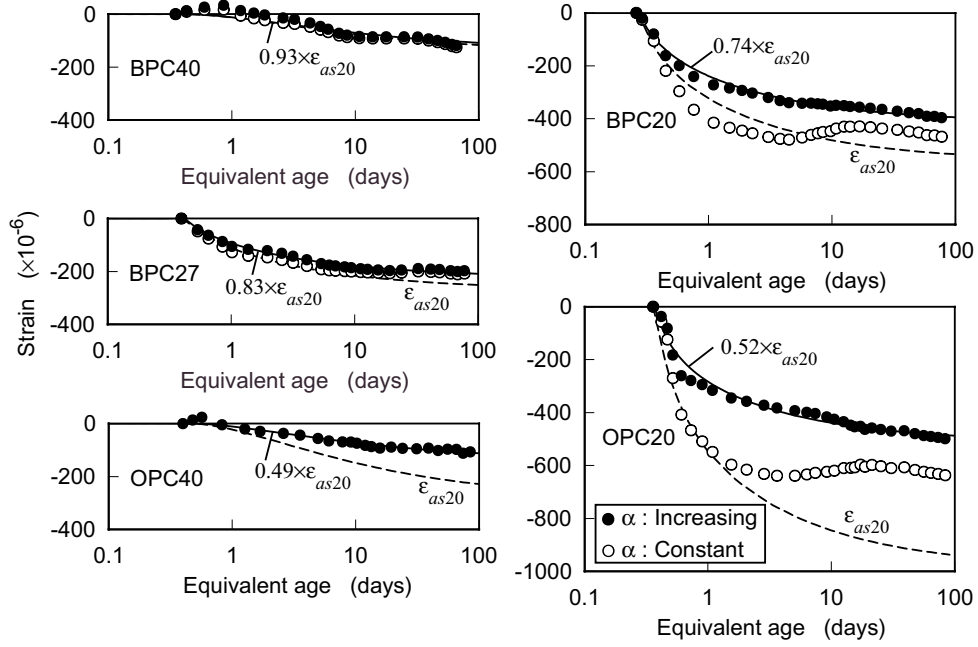 0
-200
-400
BPC40
0.93×εas20
0.1 1 10 100
Equivalent age (days)
0
-200
-400
BPC27
0.83×εas20
εas20
0.1 1 10 100
Equivalent age (days)
Strain (×10-6)
0
-200
-400
OPC40
0.49×εas20
εas20
0.1 1 10 100
Equivalent age (days)
0
-200
-400
-600
-800
BPC20
0.74×εas20
εas20
0.1 1 10 100
Equivalent age (days)
0
-200
-400
-600
-800
-1000
OPC20
0.52×εas20
εas20
α : Increasing
α : Constant
0.1 1 10 100
Equivalent age (days)